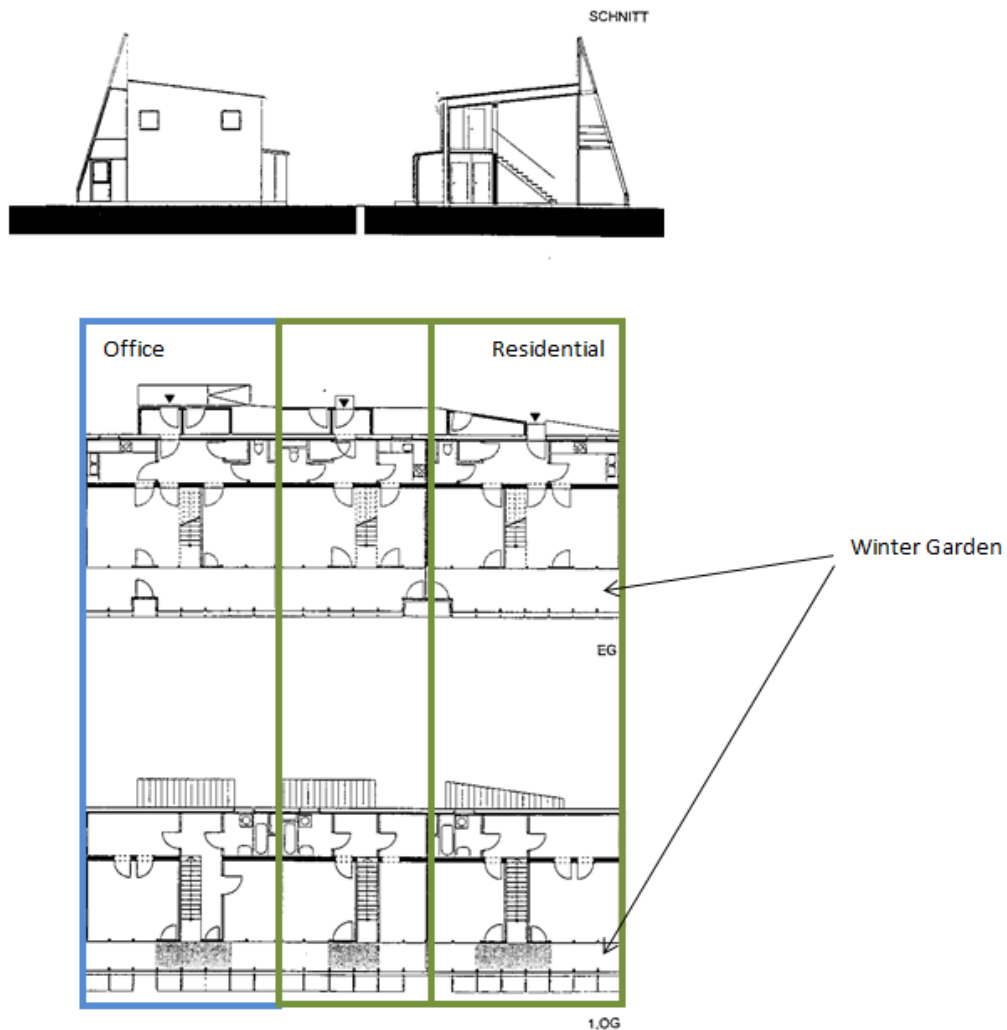 SCHNITT
Office
Residential
Winter Garden
EG
1.OG